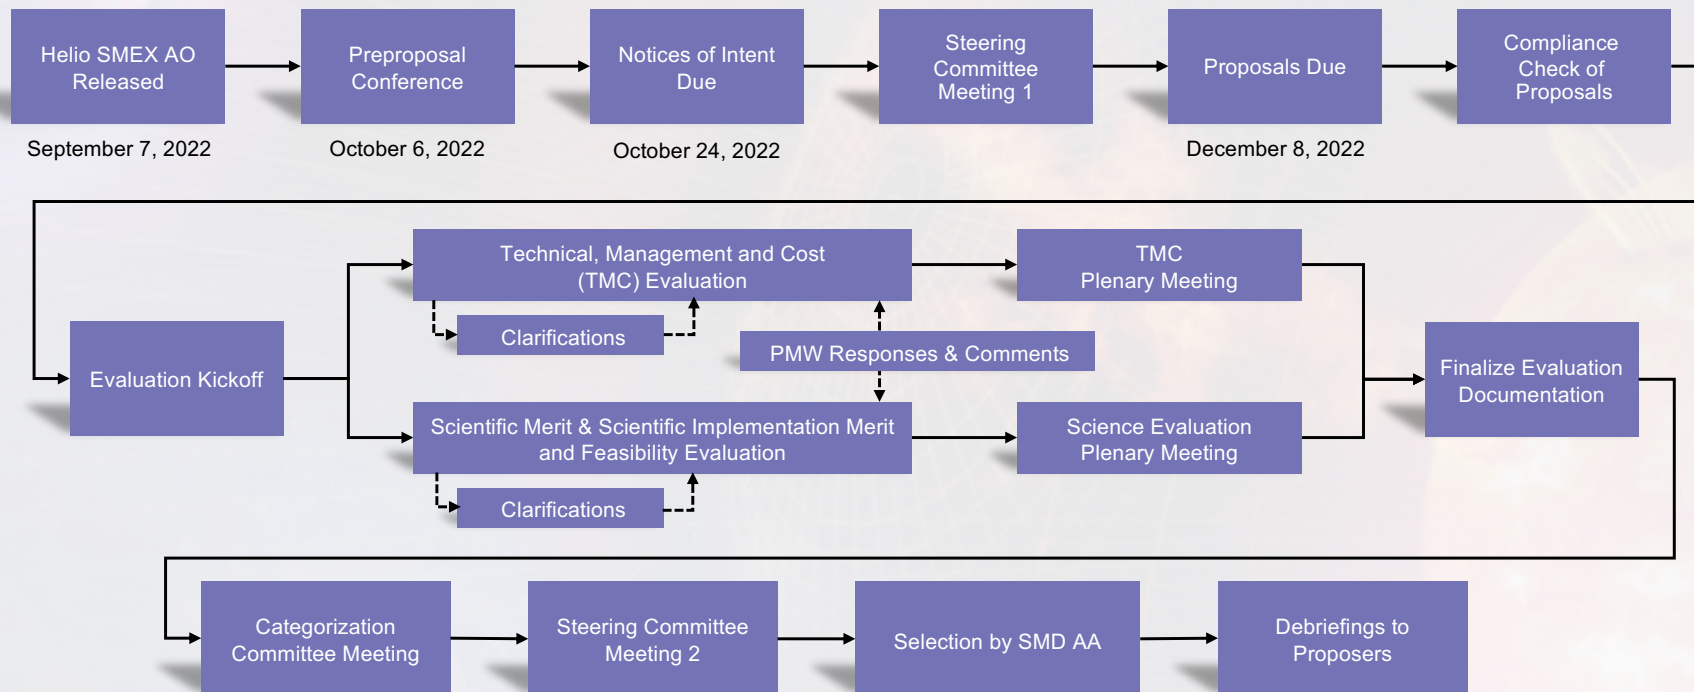 Helio SMEX AO
Released
Preproposal
Conference
Notices of Intent
Due
Steering
Committee
Meeting 1
Proposals Due
Compliance
Check of
Proposals
September 7, 2022
October 6, 2022
October 24, 2022
December 8, 2022
Evaluation Kickoff
Technical, Management and Cost
(TMC) Evaluation
Clarifications
TMC
Plenary Meeting
PMW Responses & Comments
Scientific Merit & Scientific Implementation Merit
and Feasibility Evaluation
Clarifications
Science Evaluation
Plenary Meeting
Finalize Evaluation
Documentation
Categorization
Committee Meeting
Steering Committee
Meeting 2
Selection by SMD AA
Debriefings to
Proposers